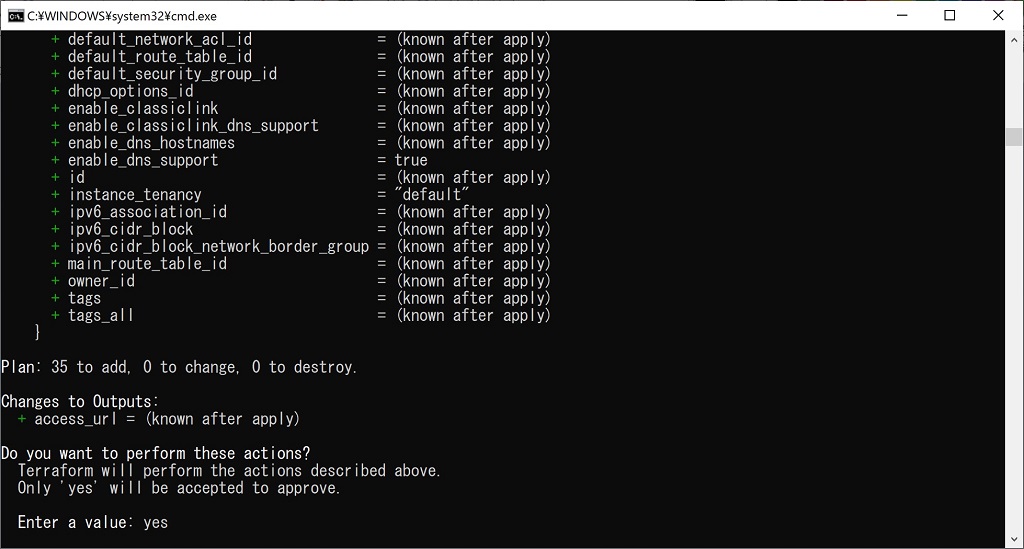 C:¥WINDOWS¥system32¥cmd.exe
+ default_network_acl_id = (known after apply)
+ default_route_table_id = (known after apply)
+ default_security_group_id = (known after apply)
+ dhcp_options_id = (known after apply)
+ enable_classiclink = (known after apply)
+ enable_classiclink_dns_support = (known after apply)
+ enable_dns_hostnames = (known after apply)
+ enable_dns_support = true
+ id = (known after apply)
+ instance_tenancy = "default"
+ ipv6_association_id = (known after apply)
+ ipv6_cidr_block = (known after apply)
+ ipv6_cidr_block_network_border_group = (known after apply)
+ main_route_table_id = (known after apply)
+ owner_id = (known after apply)
+ tags = (known after apply)
+ tags_all = (known after apply)
}
Plan: 35 to add, 0 to change, 0 to destroy.
Changes to Outputs:
+ access_url = (known after apply)
Do you want to perform these actions?
Terraform will perform the actions described above.
Only 'yes' will be accepted to approve.
Enter a value: yes